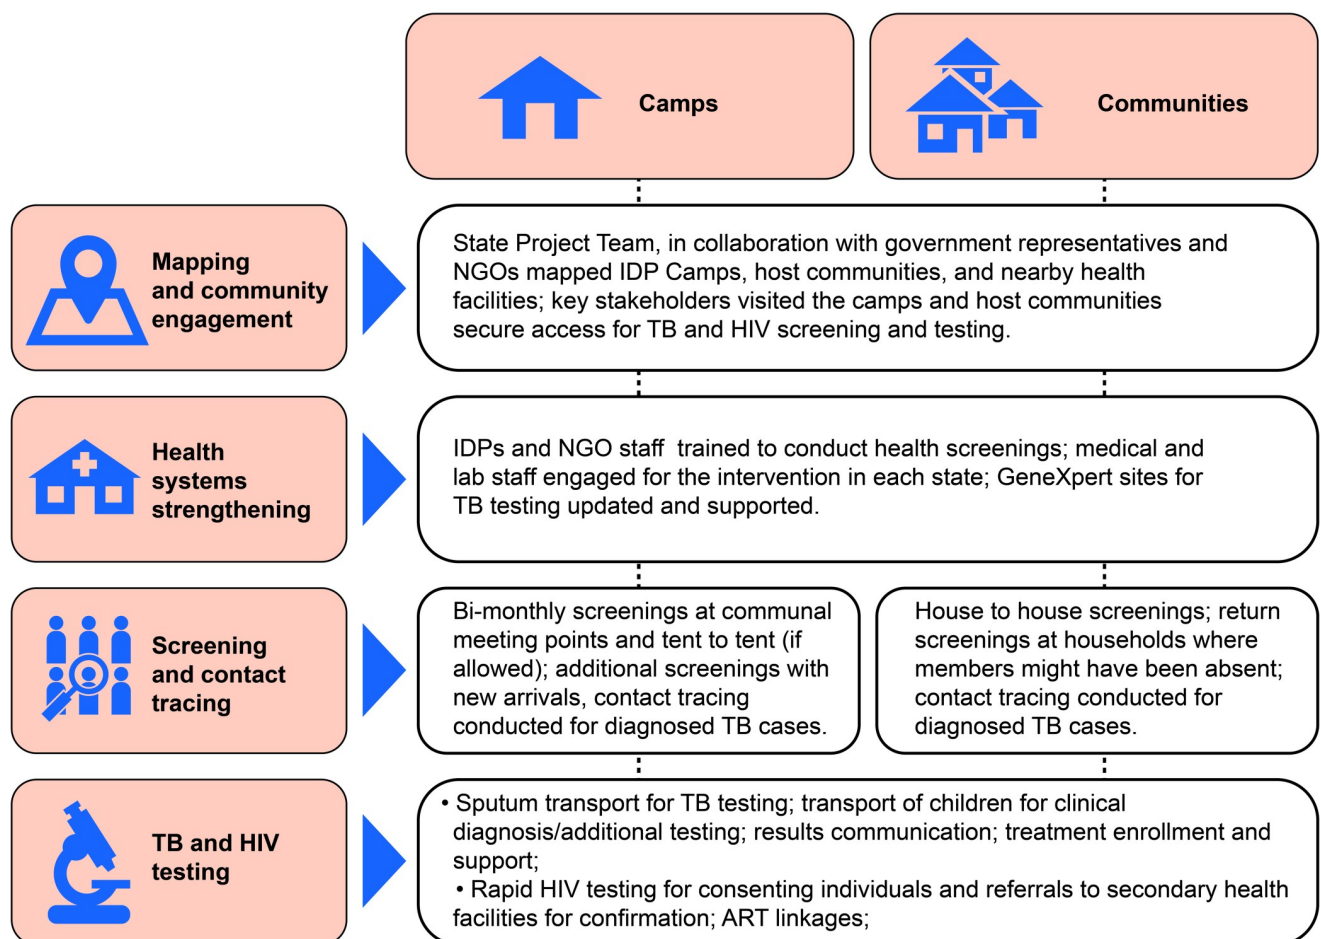 Camps
Communities
Mapping
and community
engagement
State Project Team, in collaboration with government representatives and
NGOs mapped IDP Camps, host communities, and nearby health
facilities; key stakeholders visited the camps and host communities
secure access for TB and HIV screening and testing.
Health
systems
strengthening
IDPs and NGO staff trained to conduct health screenings; medical and
lab staff engaged for the intervention in each state; GeneXpert sites for
TB testing updated and supported.
Screening
and contact
tracing
Bi-monthly screenings at communal
meeting points and tent to tent (if
allowed); additional screenings with
new arrivals, contact tracing
conducted for diagnosed TB cases.
House to house screenings; return
screenings at households where
members might have been absent;
contact tracing conducted for
diagnosed TB cases.
TB and HIV
testing
• Sputum transport for TB testing; transport of children for clinical
diagnosis/additional testing; results communication; treatment enrollment and
support;
• Rapid HIV testing for consenting individuals and referrals to secondary health
facilities for confirmation; ART linkages;